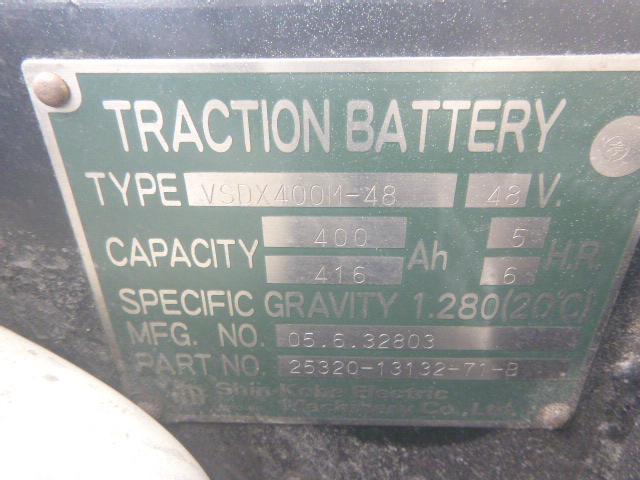 TRACTION BATTERY
TYPE VSDX400M-48 48 V.
CAPACITY 400 Ah 5 H.R.
416 6
SPECIFIC GRAVITY 1.280(20℃)
MFG. NO. 05.6.32803
PART NO. 25320-13132-71-B
Shin-Kobe Electric
Machinery Co., Ltd.